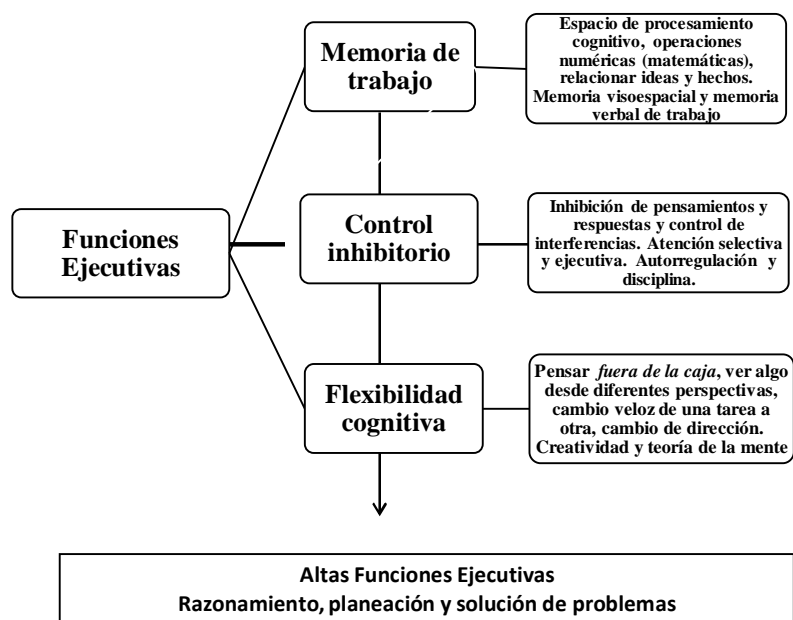 Funciones
Ejecutivas
Memoria de
trabajo
Espacio de procesamiento
cognitivo, operaciones
numéricas (matemáticas),
relacionar ideas y hechos.
Memoria visoespacial y memoria
verbal de trabajo
Control
inhibitorio
Inhibición de pensamientos y
respuestas y control de
interferencias. Atención selectiva
y ejecutiva. Autorregulación y
disciplina.
Flexibilidad
cognitiva
Pensar fuera de la caja, ver algo
desde diferentes perspectivas,
cambio veloz de una tarea a
otra, cambio de dirección.
Creatividad y teoría de la mente
Altas Funciones Ejecutivas
Razonamiento, planeación y solución de problemas